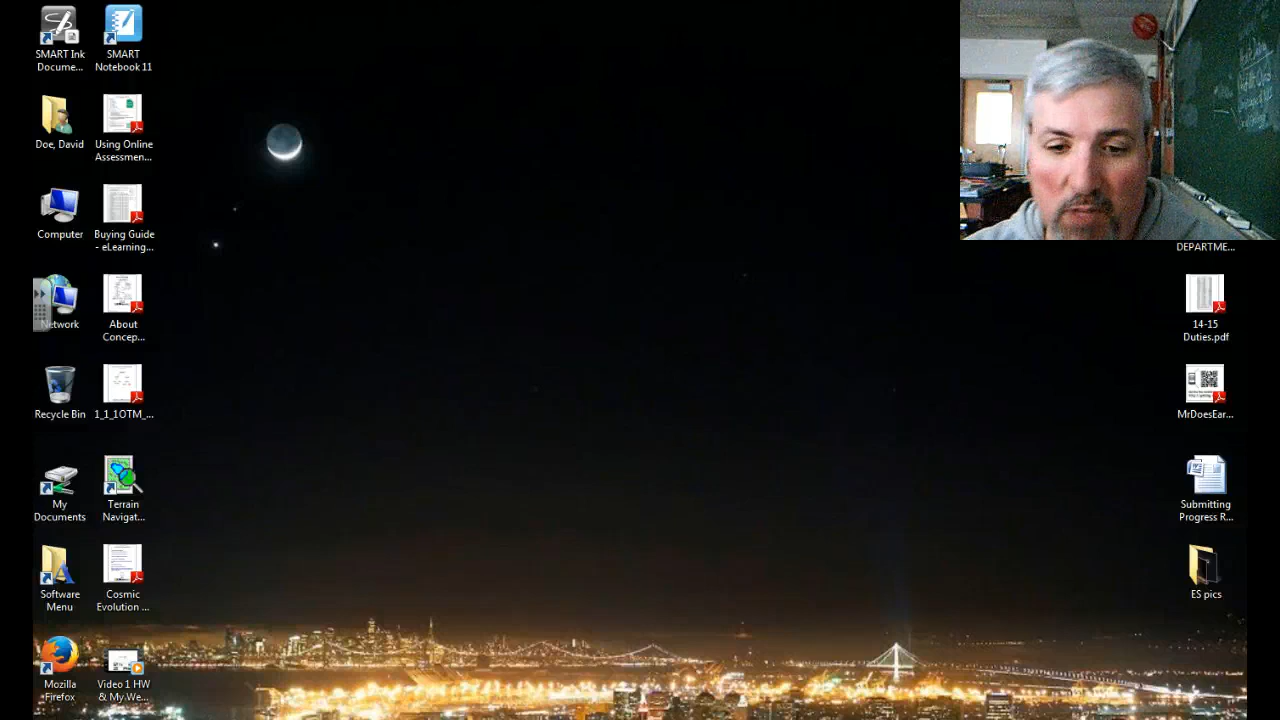 SMART Ink
Docume...
SMART
Notebook 11
Doe, David
Using Online
Assessmen...
Computer
Buying Guide
- eLearning...
Network
About
Concep...
Recycle Bin
1_1_1OTM_...
My
Documents
Terrain
Navigat...
Software
Menu
Cosmic
Evolution ...
Mozilla
Firefox
Video 1 HW
& My We...
DEPARTME...
14-15
Duties.pdf
MrDoesEar...
Submitting
Progress R...
ES pics